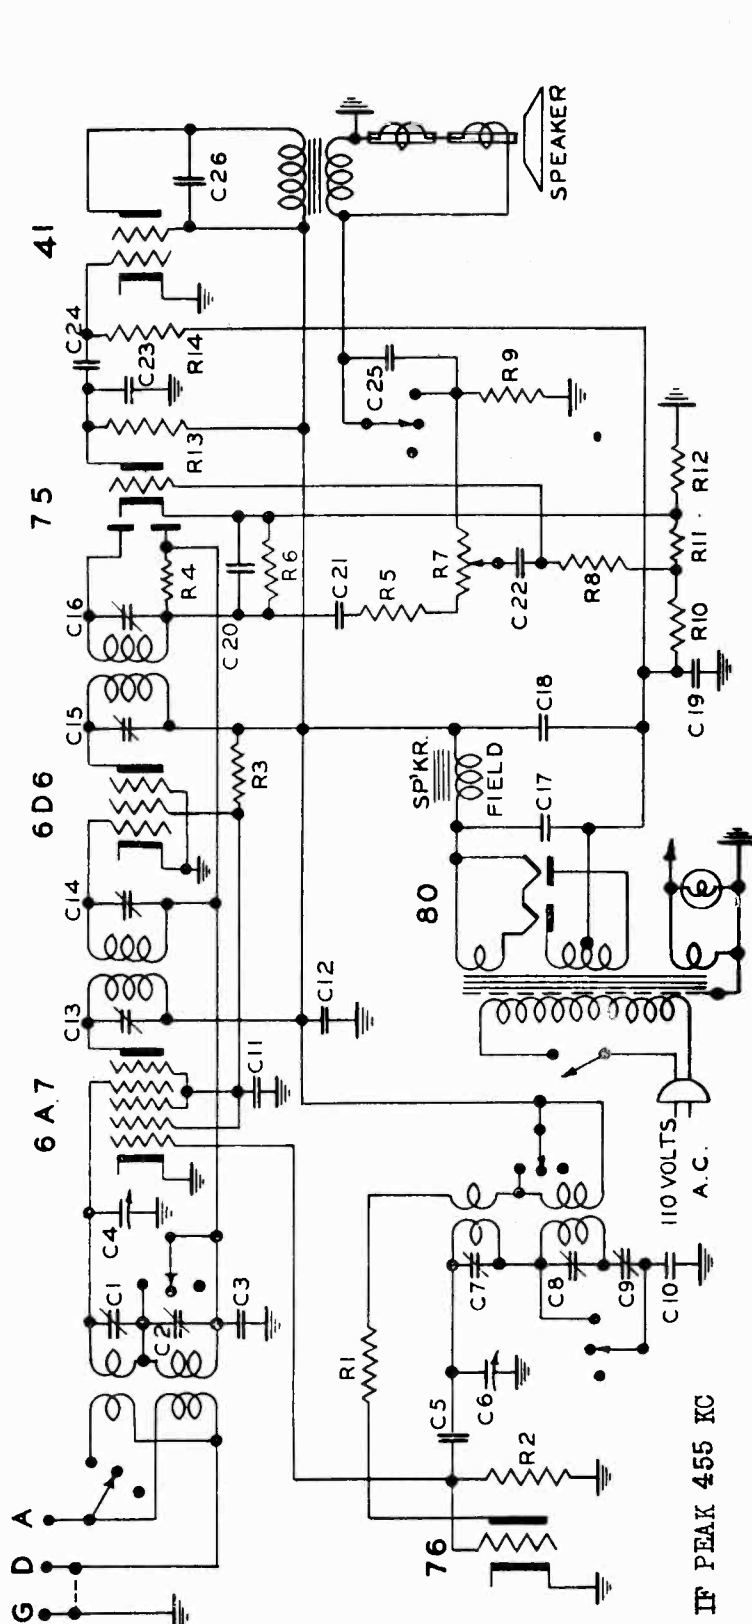 G
D
A
C1
C2
C3
C4
6A7
C13
C11
C12
C14
6D6
C15
R3
C16
75
R4
C20
R6
C21
R5
R7
C22
R8
R13
C23
C24
R14
41
C26
C25
R9
SPEAKER
R10
R11
R12
C19
C18
C17
SP'KR.
FIELD
80
110 VOLTS
A.C.
R1
C5
C6
C7
C8
C9
C10
R2
76
IF PEAK 455 KC